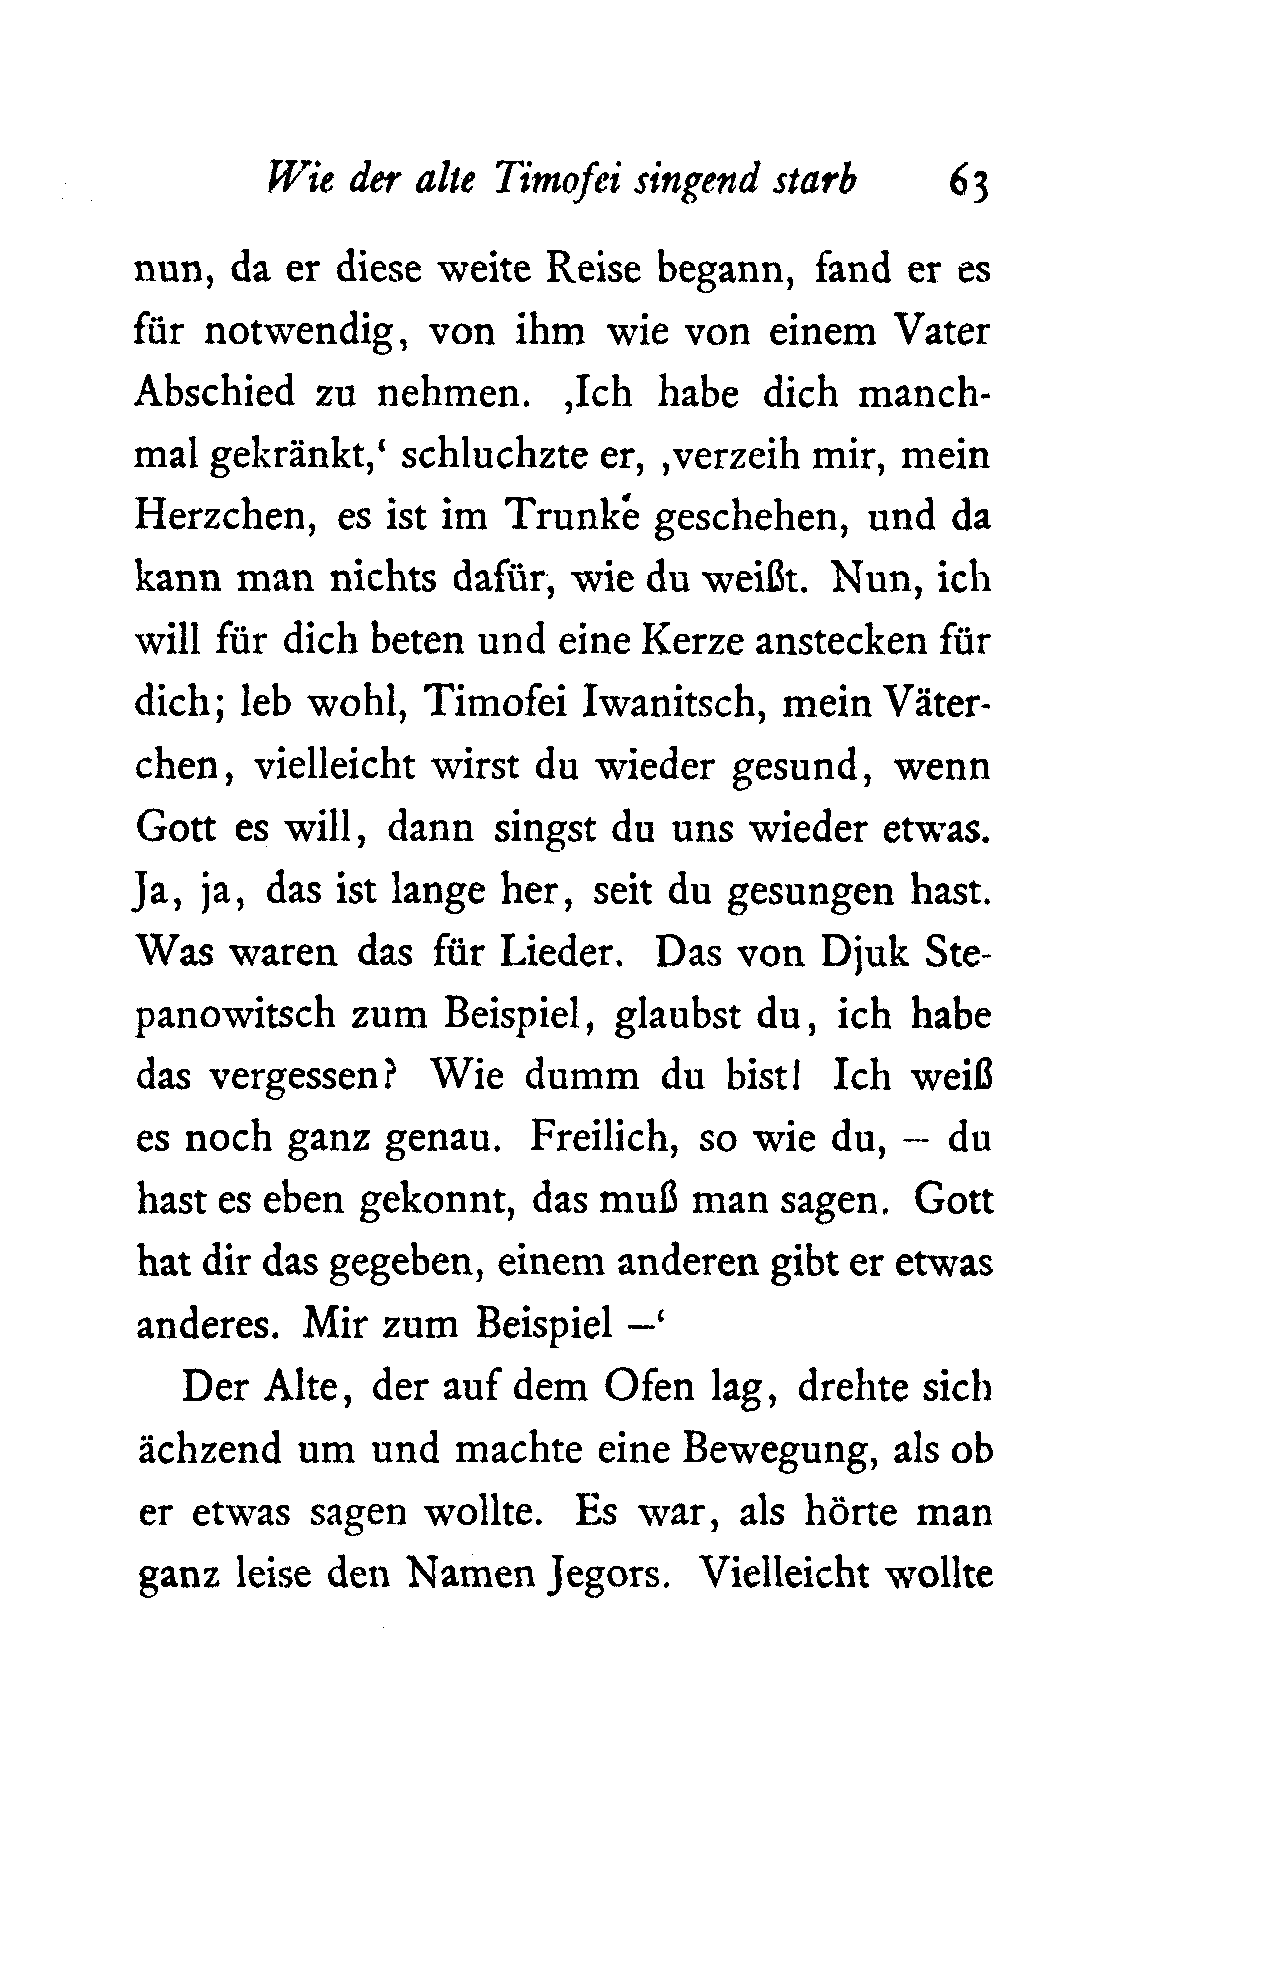 Wie der alte Timofei singend starb 63
nun, da er diese weite Reise begann, fand er es
für notwendig, von ihm wie von einem Vater
Abschied zu nehmen. ‚Ich habe dich manch-
mal gekränkt,‘ schluchzte er, ‚verzeih mir, mein
Herzchen, es ist im Trunke geschehen, und da
kann man nichts dafür, wie du weißt. Nun, ich
will für dich beten und eine Kerze anstecken für
dich; leb wohl, Timofei Iwanitsch, mein Väter-
chen, vielleicht wirst du wieder gesund, wenn
Gott es will, dann singst du uns wieder etwas.
Ja, ja, das ist lange her, seit du gesungen hast.
Was waren das für Lieder. Das von Djuk Ste-
panowitsch zum Beispiel, glaubst du, ich habe
das vergessen? Wie dumm du bist! Ich weiß
es noch ganz genau. Freilich, so wie du, – du
hast es eben gekonnt, das muß man sagen. Gott
hat dir das gegeben, einem anderen gibt er etwas
anderes. Mir zum Beispiel –‘
Der Alte, der auf dem Ofen lag, drehte sich
ächzend um und machte eine Bewegung, als ob
er etwas sagen wollte. Es war, als hörte man
ganz leise den Namen Jegors. Vielleicht wollte